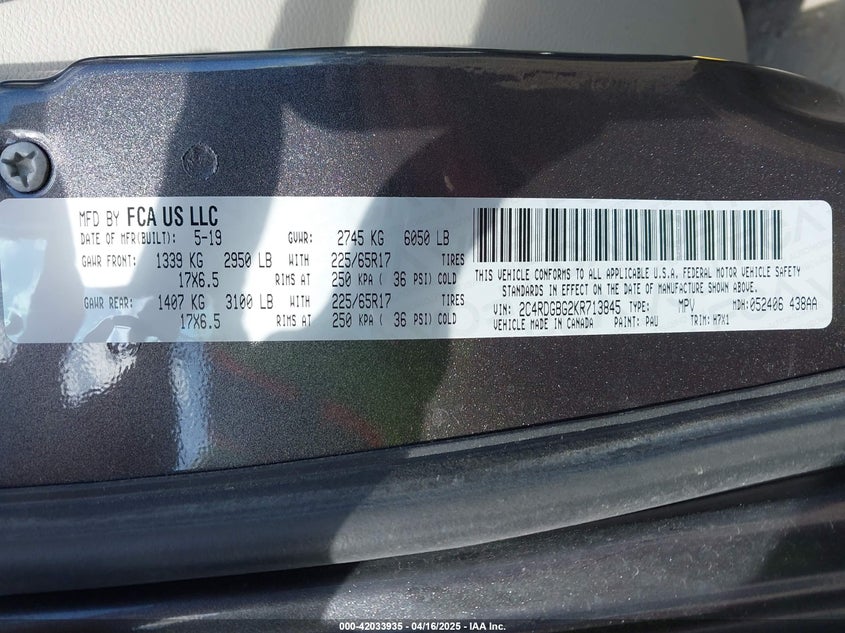 MFD BY FCA US LLC
DATE OF MFR(BUILT): 5-19 GVWR: 2745 KG 6050 LB
GAWR FRONT: 1339 KG 2950 LB WITH 225/65R17 TIRES
17X6.5 RIMS AT 250 KPA ( 36 PSI) COLD
GAWR REAR: 1407 KG 3100 LB WITH 225/65R17 TIRES
17X6.5 RIMS AT 250 KPA ( 36 PSI) COLD
THIS VEHICLE CONFORMS TO ALL APPLICABLE U.S.A. FEDERAL MOTOR VEHICLE SAFETY
STANDARDS IN EFFECT ON THE DATE OF MANUFACTURE SHOWN ABOVE.
VIN: 2C4RDGBG2KR713845 TYPE: MPV MDH: 052406 438AA
VEHICLE MADE IN CANADA PAINT: PAU TRIM: H7X1
000-42033935 - 04/16/2025 - IAA Inc.